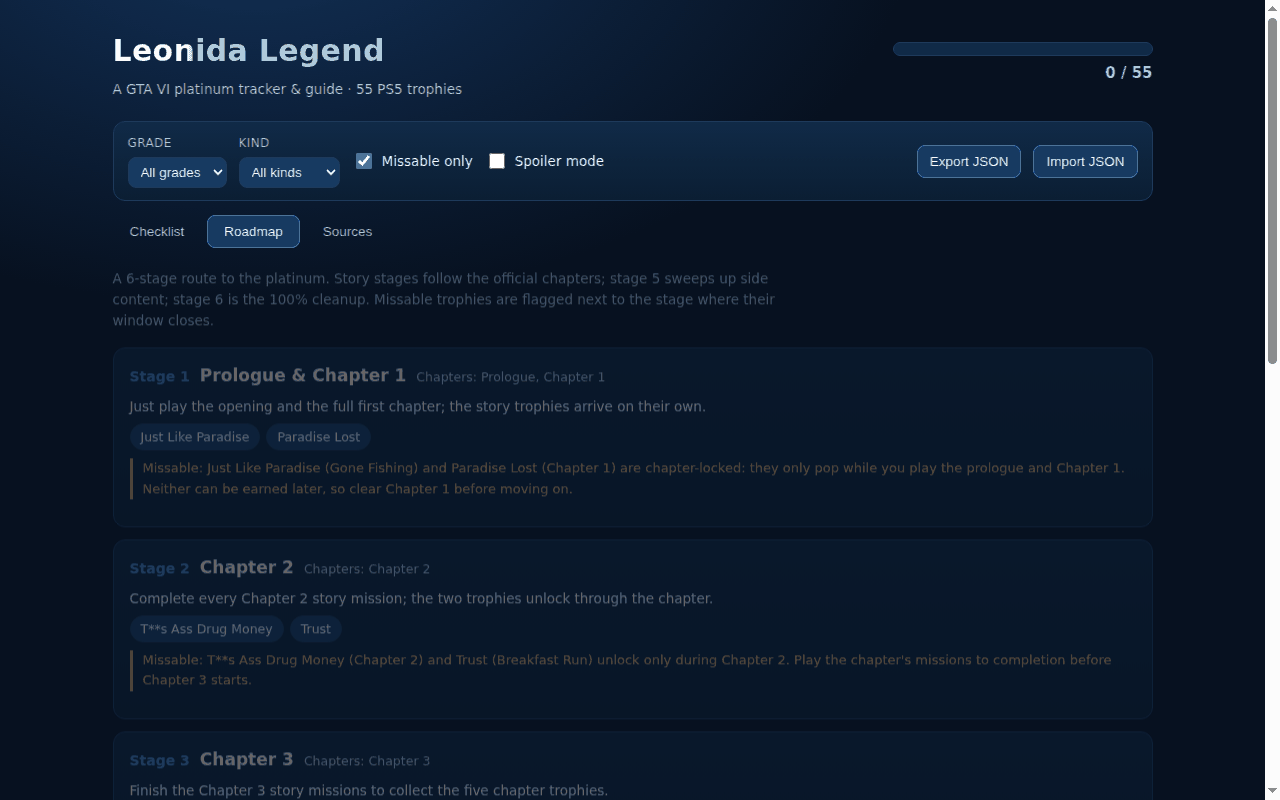 Leonida Legend
A GTA VI platinum tracker & guide · 55 PS5 trophies
0 / 55
GRADE
KIND
All grades
All kinds
Missable only
Spoiler mode
Export JSON
Import JSON
Checklist
Roadmap
Sources
A 6-stage route to the platinum. Story stages follow the official chapters; stage 5 sweeps up side
content; stage 6 is the 100% cleanup. Missable trophies are flagged next to the stage where their
window closes.
Stage 1 Prologue & Chapter 1 Chapters: Prologue, Chapter 1
Just play the opening and the full first chapter; the story trophies arrive on their own.
Just Like Paradise
Paradise Lost
Missable: Just Like Paradise (Gone Fishing) and Paradise Lost (Chapter 1) are chapter-locked: they only pop while you play the prologue and Chapter 1.
Neither can be earned later, so clear Chapter 1 before moving on.
Stage 2 Chapter 2 Chapters: Chapter 2
Complete every Chapter 2 story mission; the two trophies unlock through the chapter.
T**s Ass Drug Money
Trust
Missable: T**s Ass Drug Money (Chapter 2) and Trust (Breakfast Run) unlock only during Chapter 2. Play the chapter's missions to completion before
Chapter 3 starts.
Stage 3 Chapter 3 Chapters: Chapter 3
Finish the Chapter 3 story missions to collect the five chapter trophies.